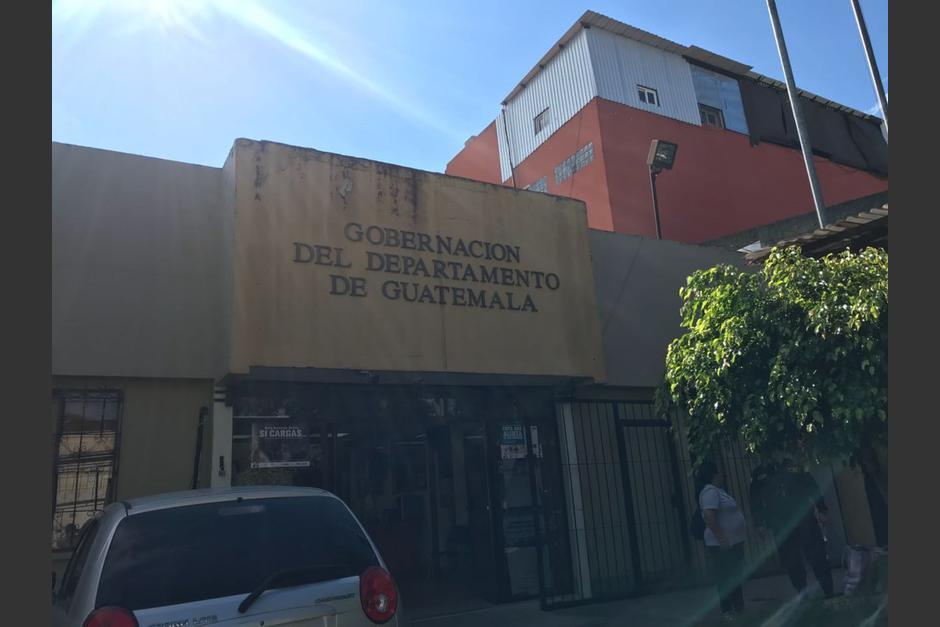 GOBERNACION
DEL DEPARTAMENTO
DE GUATEMALA
SI CARGAS